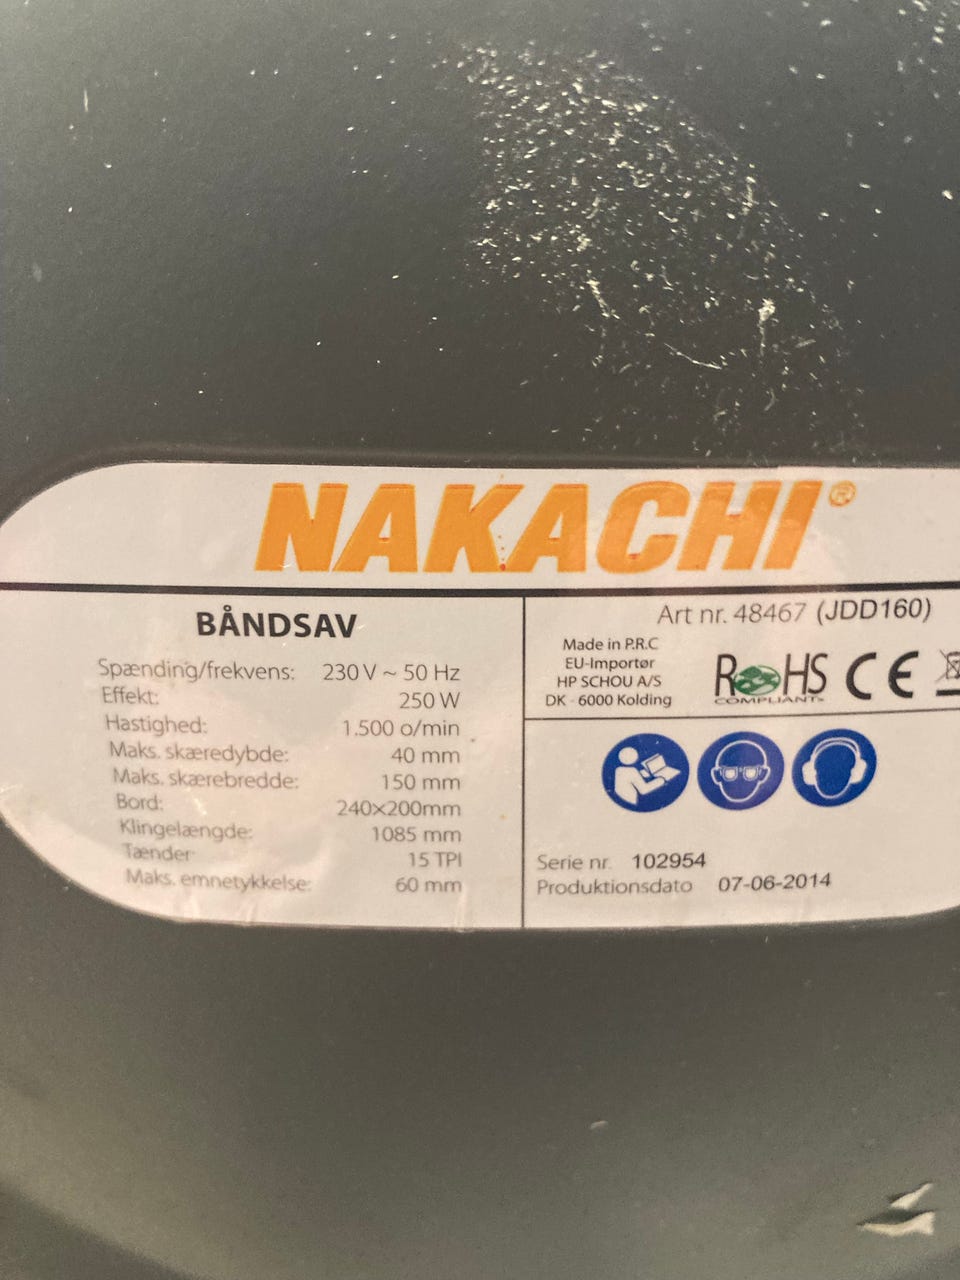 NAKACHI®
BÅNDSAV
Spænding/frekvens: 230 V ~ 50 Hz
Effekt: 250 W
Hastighed: 1.500 o/min
Maks. skæredybde: 40 mm
Maks. skærebredde: 150 mm
Bord: 240x200mm
Klingelængde: 1085 mm
Tænder 15 TPI
Maks. emnetykkelse: 60 mm
Art nr. 48467 (JDD160)
Made in P.R.C
EU-Importør
HP SCHOU A/S
DK - 6000 Kolding
RoHS
COMPLIANT
CE
Serie nr. 102954
Produktionsdato 07-06-2014